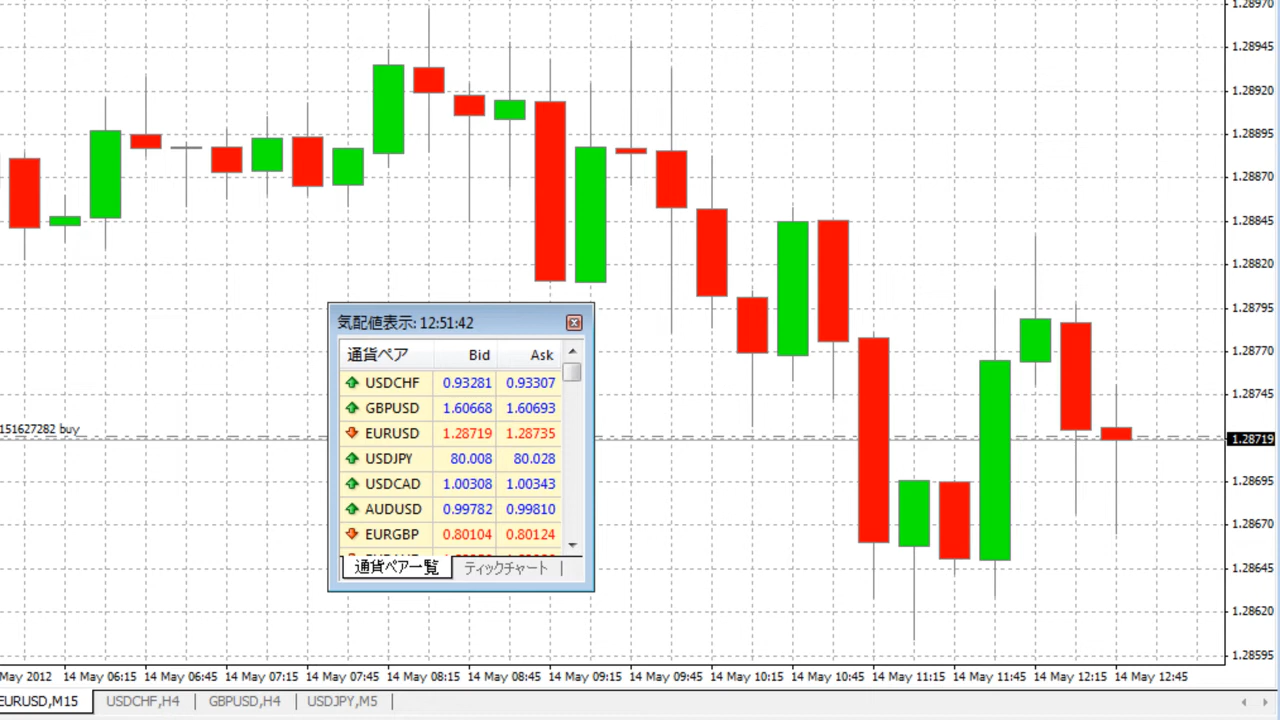 1.28970
1.28945
1.28920
1.28895
1.28870
1.28845
1.28820
1.28795
1.28770
1.28745
1.28719
1.28695
1.28670
1.28645
1.28620
1.28595
151627282 buy
気配値表示: 12:51:42
通貨ペア Bid Ask
USDCHF 0.93281 0.93307
GBPUSD 1.60668 1.60693
EURUSD 1.28719 1.28735
USDJPY 80.008 80.028
USDCAD 1.00308 1.00343
AUDUSD 0.99782 0.99810
EURGBP 0.80104 0.80124
通貨ペア一覧 ティックチャート
May 2012 14 May 06:15 14 May 06:45 14 May 07:15 14 May 07:45 14 May 08:15 14 May 08:45 14 May 09:15 14 May 09:45 14 May 10:15 14 May 10:45 14 May 11:15 14 May 11:45 14 May 12:15 14 May 12:45
EURUSD,M15 USDCHF,H4 GBPUSD,H4 USDJPY,M5